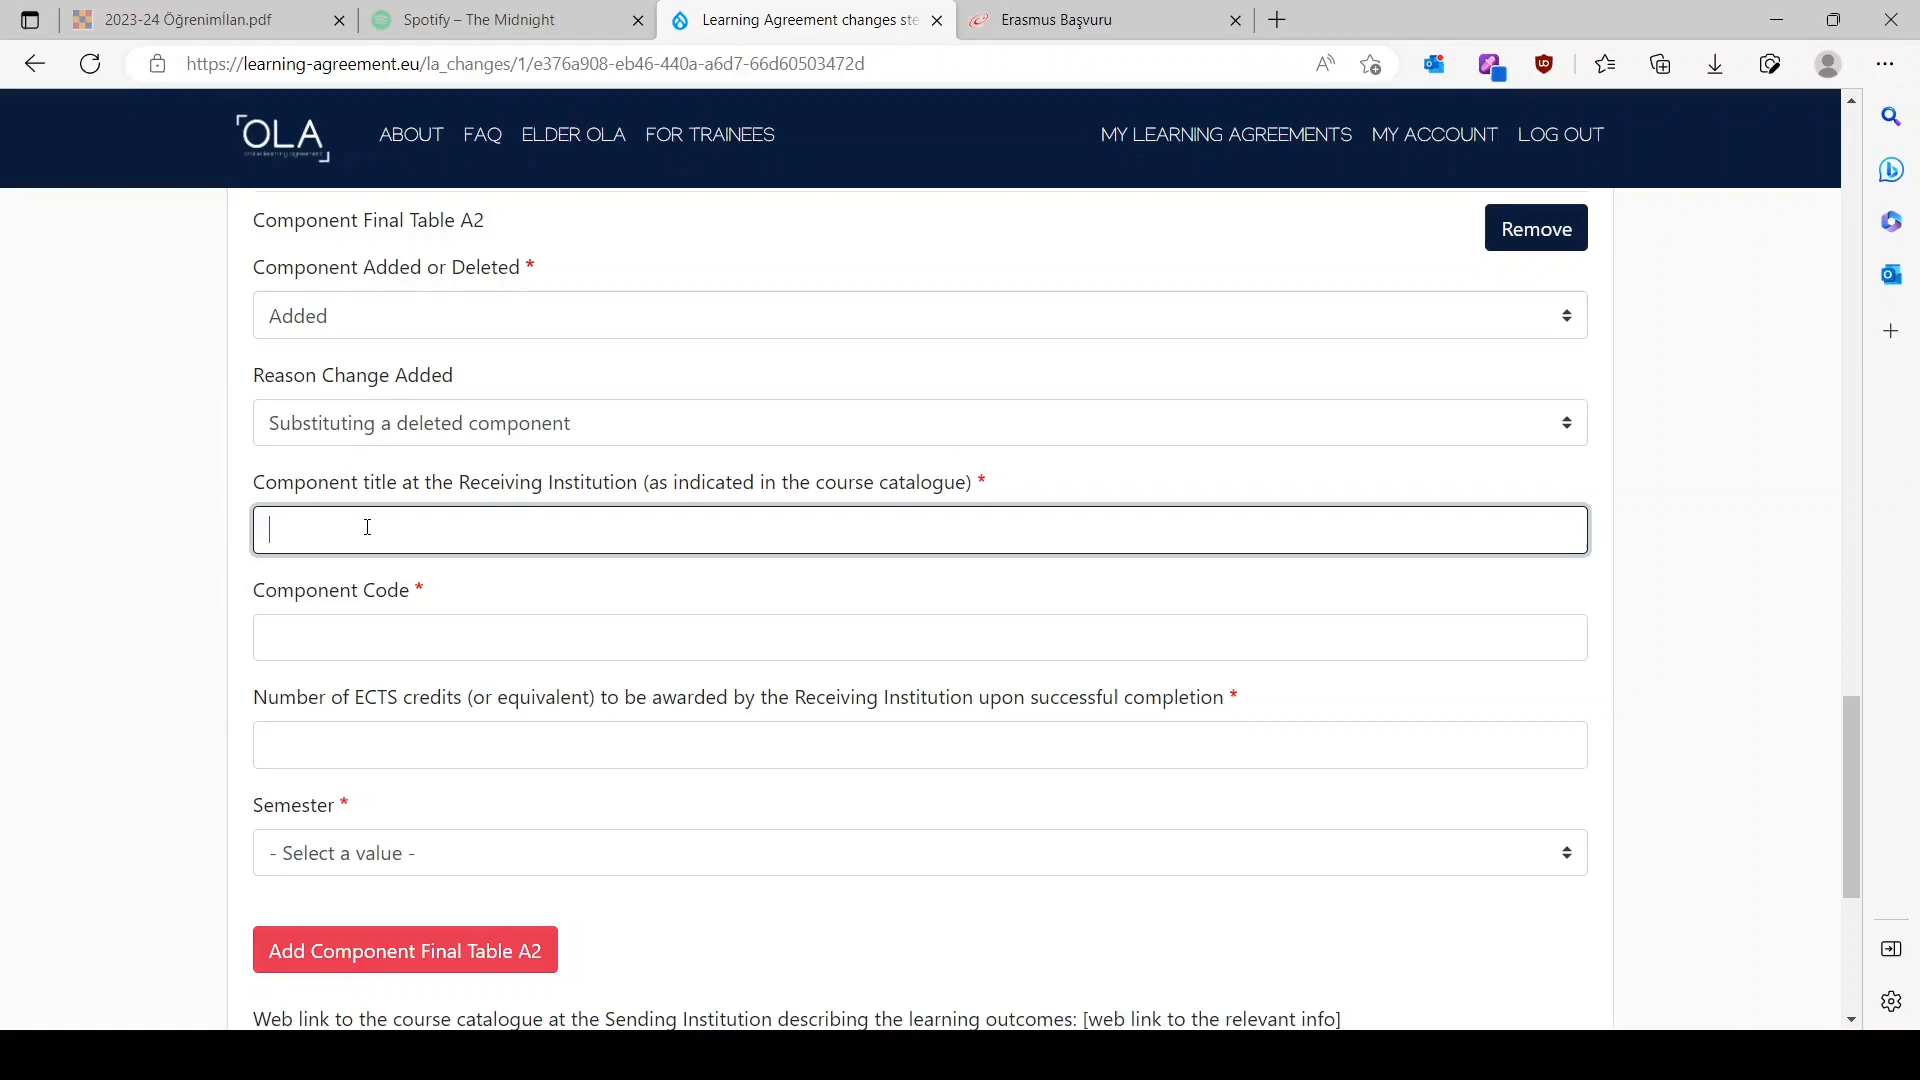 2023-24 Öğrenimİlan.pdf
Spotify – The Midnight
Learning Agreement changes ste
Erasmus Başvuru
https://learning-agreement.eu/la_changes/1/e376a908-eb46-440a-a6d7-66d60503472d
OLA
online learning agreement
ABOUT
FAQ
ELDER OLA
FOR TRAINEES
MY LEARNING AGREEMENTS
MY ACCOUNT
LOG OUT
Component Final Table A2
Remove
Component Added or Deleted *
Added
Reason Change Added
Substituting a deleted component
Component title at the Receiving Institution (as indicated in the course catalogue) *
Component Code *
Number of ECTS credits (or equivalent) to be awarded by the Receiving Institution upon successful completion *
Semester *
- Select a value -
Add Component Final Table A2
Web link to the course catalogue at the Sending Institution describing the learning outcomes: [web link to the relevant info]